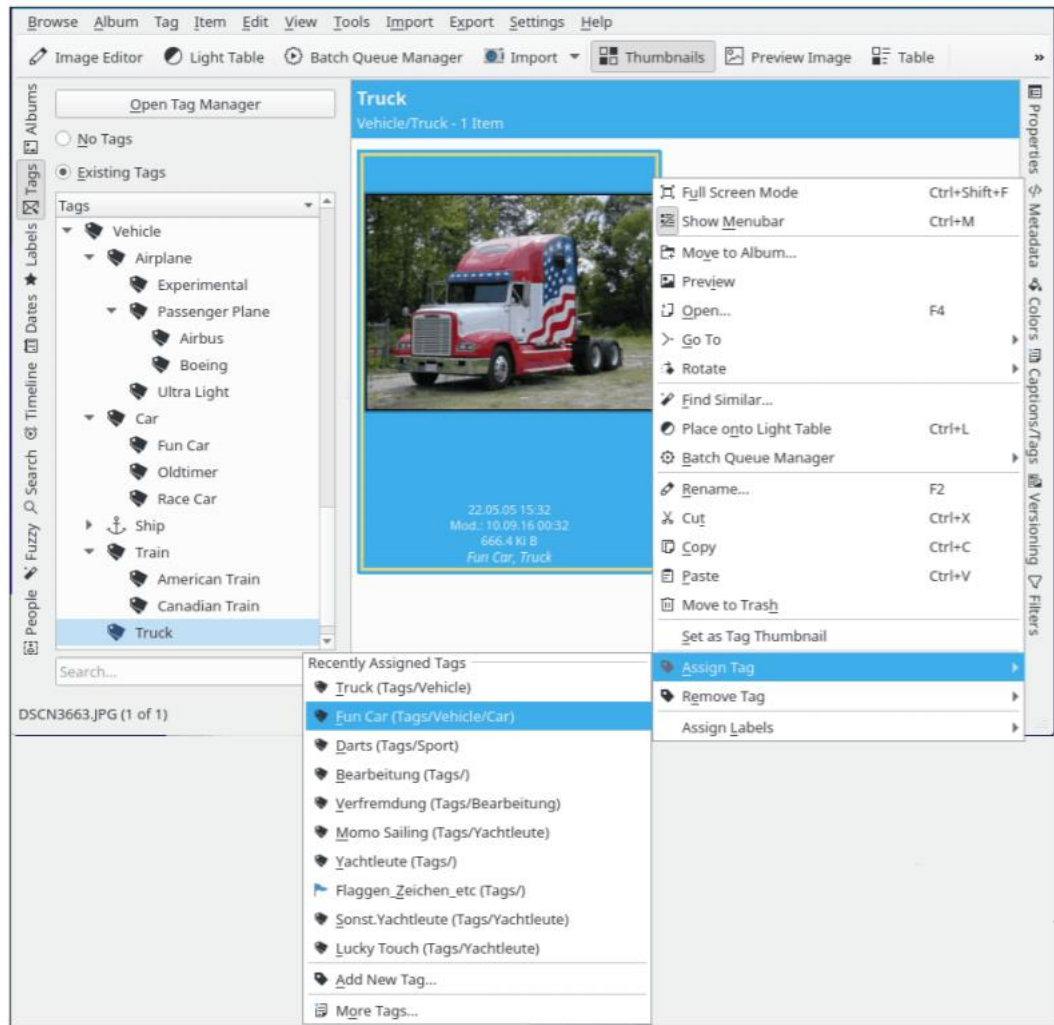 Browse Album Tag Item Edit View Tools Import Export Settings Help
Image Editor Light Table Batch Queue Manager Import Thumbnails Preview Image Table »
Albums
Tags
Labels
Dates
Timeline
Search
Fuzzy
People
Open Tag Manager
No Tags
Existing Tags
Tags
Vehicle
Airplane
Experimental
Passenger Plane
Airbus
Boeing
Ultra Light
Car
Fun Car
Oldtimer
Race Car
Ship
Train
American Train
Canadian Train
Truck
Search...
DSCN3663.JPG (1 of 1)
Truck
Vehicle/Truck - 1 Item
22.05.05 15:32
Mod.: 10.09.16 00:32
666.4 Ki B
Fun Car, Truck
Full Screen Mode Ctrl+Shift+F
Show Menubar Ctrl+M
Move to Album...
Preview
Open... F4
Go To
Rotate
Find Similar...
Place onto Light Table Ctrl+L
Batch Queue Manager
Rename... F2
Cut Ctrl+X
Copy Ctrl+C
Paste Ctrl+V
Move to Trash
Set as Tag Thumbnail
Assign Tag
Remove Tag
Assign Labels
Recently Assigned Tags
Truck (Tags/Vehicle)
Fun Car (Tags/Vehicle/Car)
Darts (Tags/Sport)
Bearbeitung (Tags/)
Verfremdung (Tags/Bearbeitung)
Momo Sailing (Tags/Yachtleute)
Yachtleute (Tags/)
Flaggen_Zeichen_etc (Tags/)
Sonst.Yachtleute (Tags/Yachtleute)
Lucky Touch (Tags/Yachtleute)
Add New Tag...
More Tags...
Properties
Metadata
Colors
Captions/Tags
Versioning
Filters